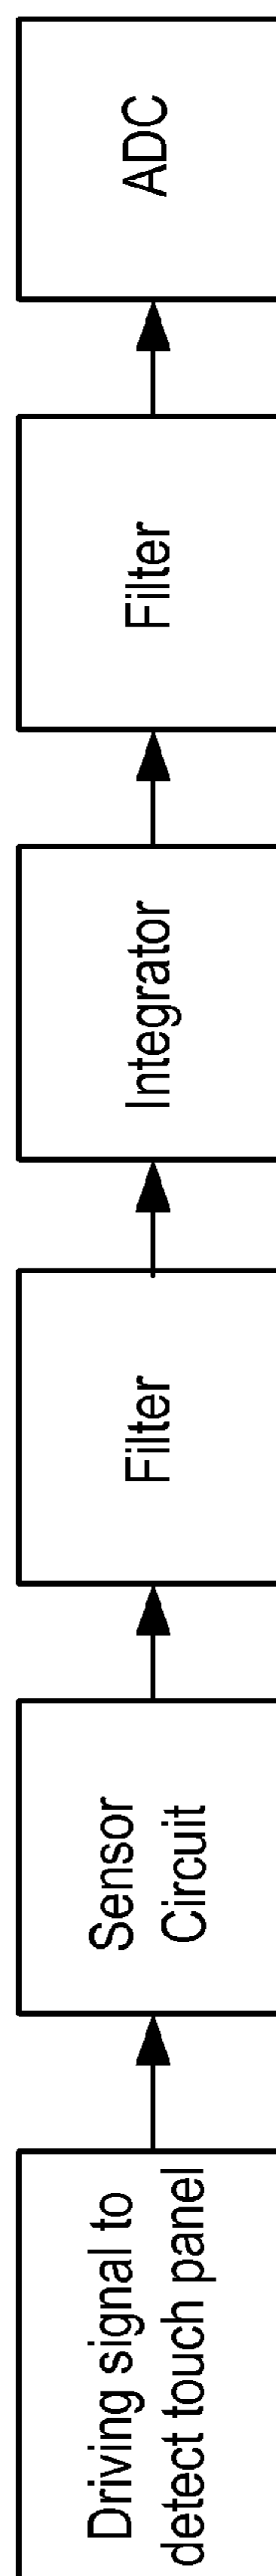 Driving signal to
detect touch panel
Sensor
Circuit
Filter
Integrator
Filter
ADC